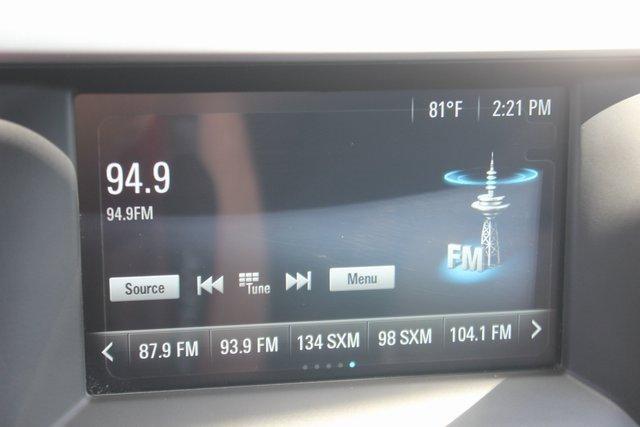 81°F 2:21 PM
94.9
94.9FM
FM
Source Tune Menu
87.9 FM 93.9 FM 134 SXM 98 SXM 104.1 FM